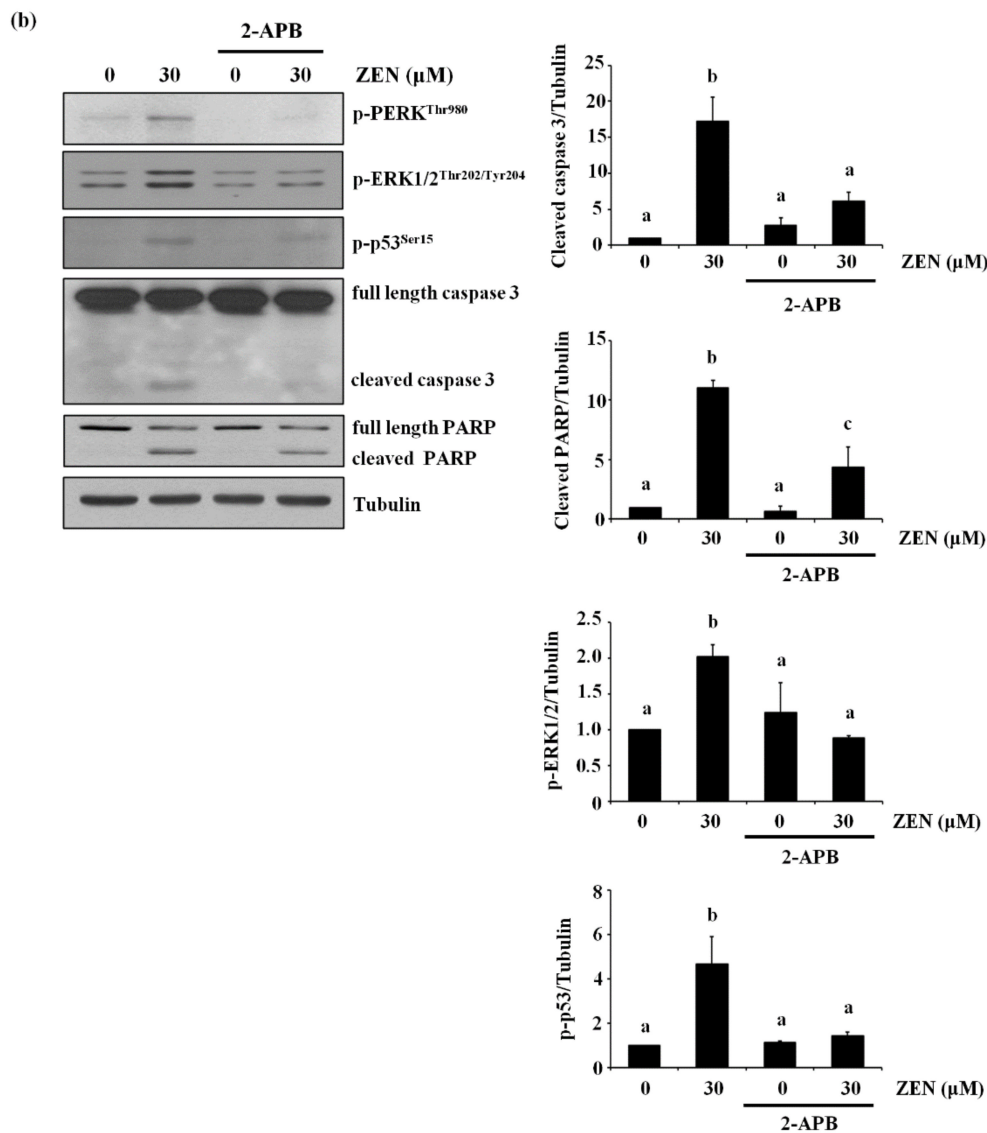 (b)
2-APB
0 30 0 30 ZEN (μM)
p-PERKThr980
p-ERK1/2Thr202/Tyr204
p-p53Ser15
full length caspase 3
cleaved caspase 3
full length PARP
cleaved PARP
Tubulin
Cleaved caspase 3/Tubulin
25
20
15
10
5
0
a b a a
0 30 0 30 ZEN (μM)
2-APB
Cleaved PARP/Tubulin
15
10
5
0
a b a c
0 30 0 30 ZEN (μM)
2-APB
p-ERK1/2/Tubulin
2.5
2.0
1.5
1.0
0.5
0
a b a a
0 30 0 30 ZEN (μM)
2-APB
p-p53/Tubulin
8
6
4
2
0
a b a a
0 30 0 30 ZEN (μM)
2-APB